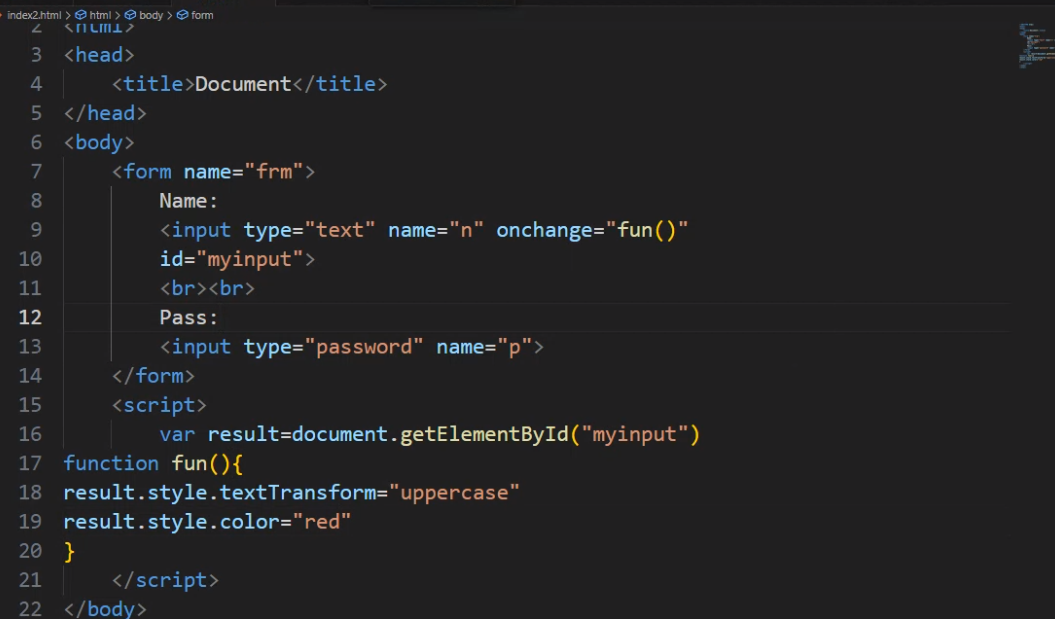 index2.html > html > body > form
2 <html>
3 <head>
4     <title>Document</title>
5 </head>
6 <body>
7     <form name="frm">
8         Name:
9         <input type="text" name="n" onchange="fun()"
10         id="myinput">
11         <br><br>
12         Pass:
13         <input type="password" name="p">
14     </form>
15     <script>
16         var result=document.getElementById("myinput")
17 function fun(){
18 result.style.textTransform="uppercase"
19 result.style.color="red"
20 }
21     </script>
22 </body>